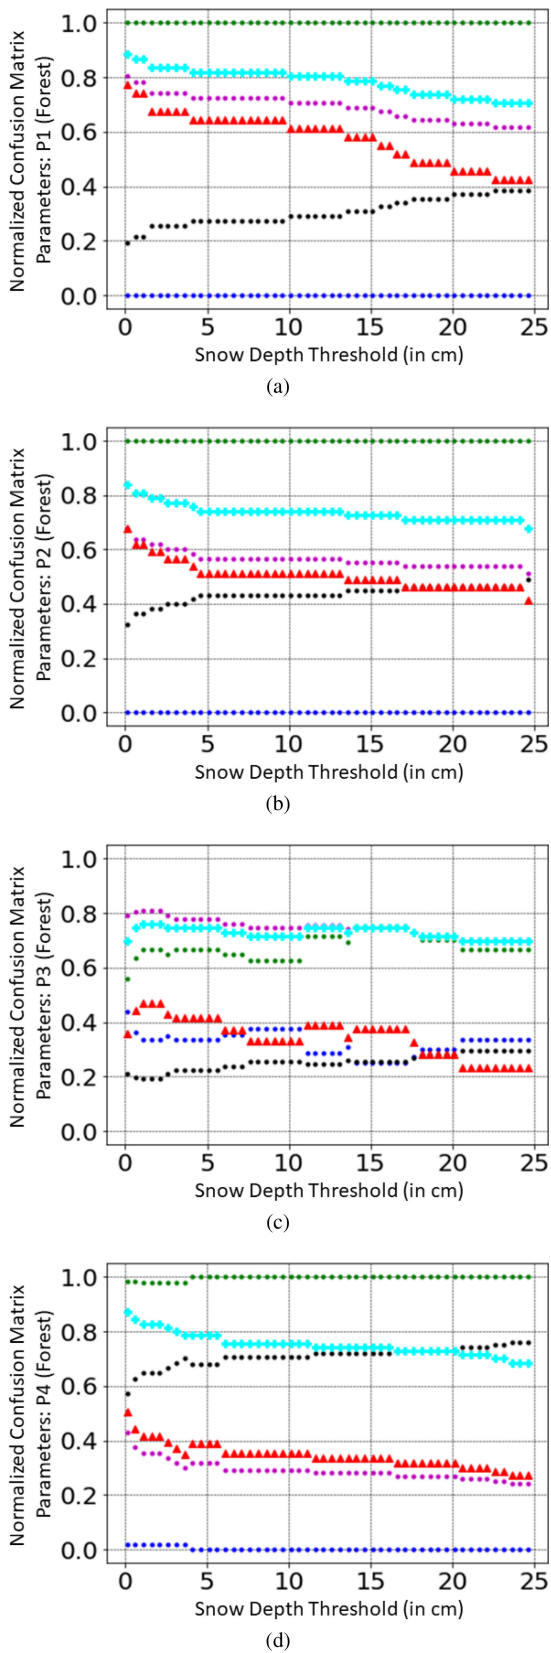 Normalized Confusion Matrix
Parameters: P1 (Forest)
1.0
0.8
0.6
0.4
0.2
0.0
0 5 10 15 20 25
Snow Depth Threshold (in cm)
(a)
Normalized Confusion Matrix
Parameters: P2 (Forest)
1.0
0.8
0.6
0.4
0.2
0.0
0 5 10 15 20 25
Snow Depth Threshold (in cm)
(b)
Normalized Confusion Matrix
Parameters: P3 (Forest)
1.0
0.8
0.6
0.4
0.2
0.0
0 5 10 15 20 25
Snow Depth Threshold (in cm)
(c)
Normalized Confusion Matrix
Parameters: P4 (Forest)
1.0
0.8
0.6
0.4
0.2
0.0
0 5 10 15 20 25
Snow Depth Threshold (in cm)
(d)